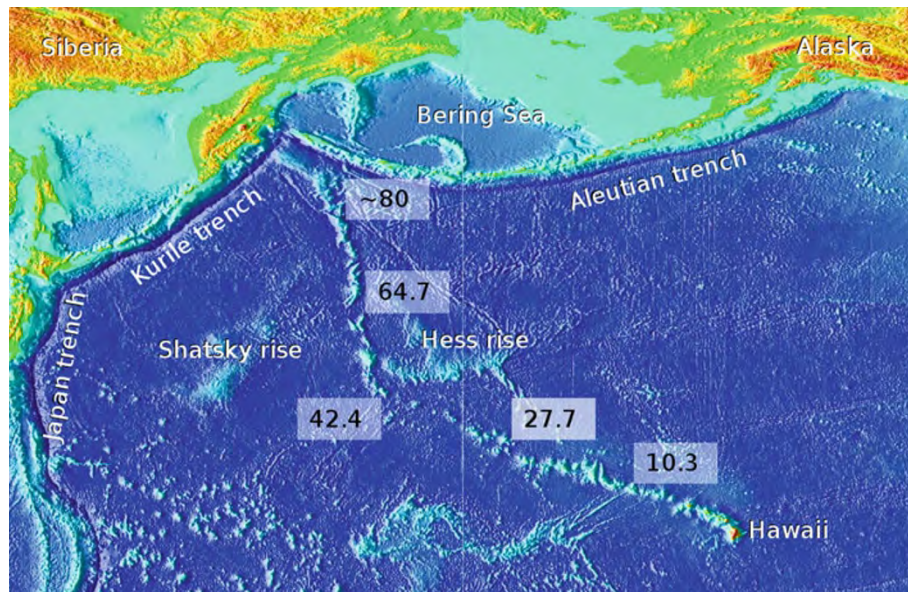 Siberia
Alaska
Bering Sea
Aleutian trench
~80
Kurile trench
64.7
Hess rise
Shatsky rise
Japan trench
42.4
27.7
10.3
Hawaii